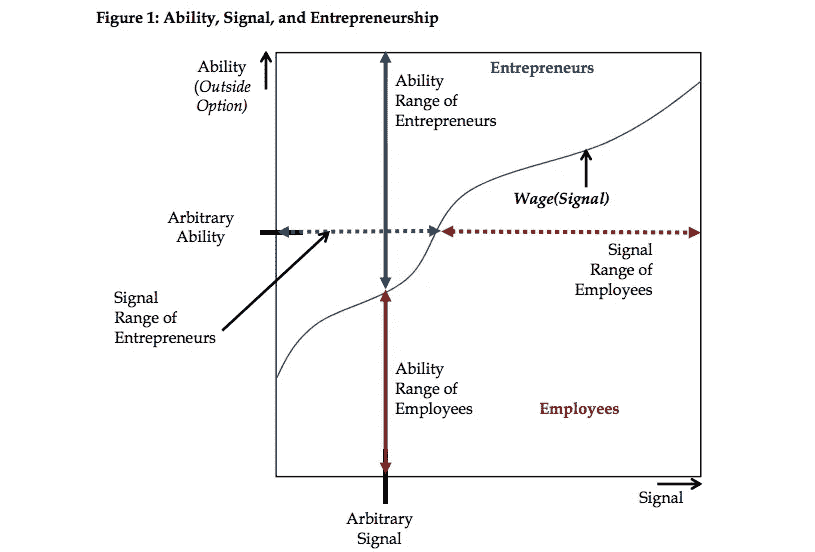 Figure 1: Ability, Signal, and Entrepreneurship
Ability
(Outside
Option)
Entrepreneurs
Ability
Range of
Entrepreneurs
Wage(Signal)
Arbitrary
Ability
Signal
Range of
Employees
Signal
Range of
Entrepreneurs
Ability
Range of
Employees
Employees
Signal
Arbitrary
Signal